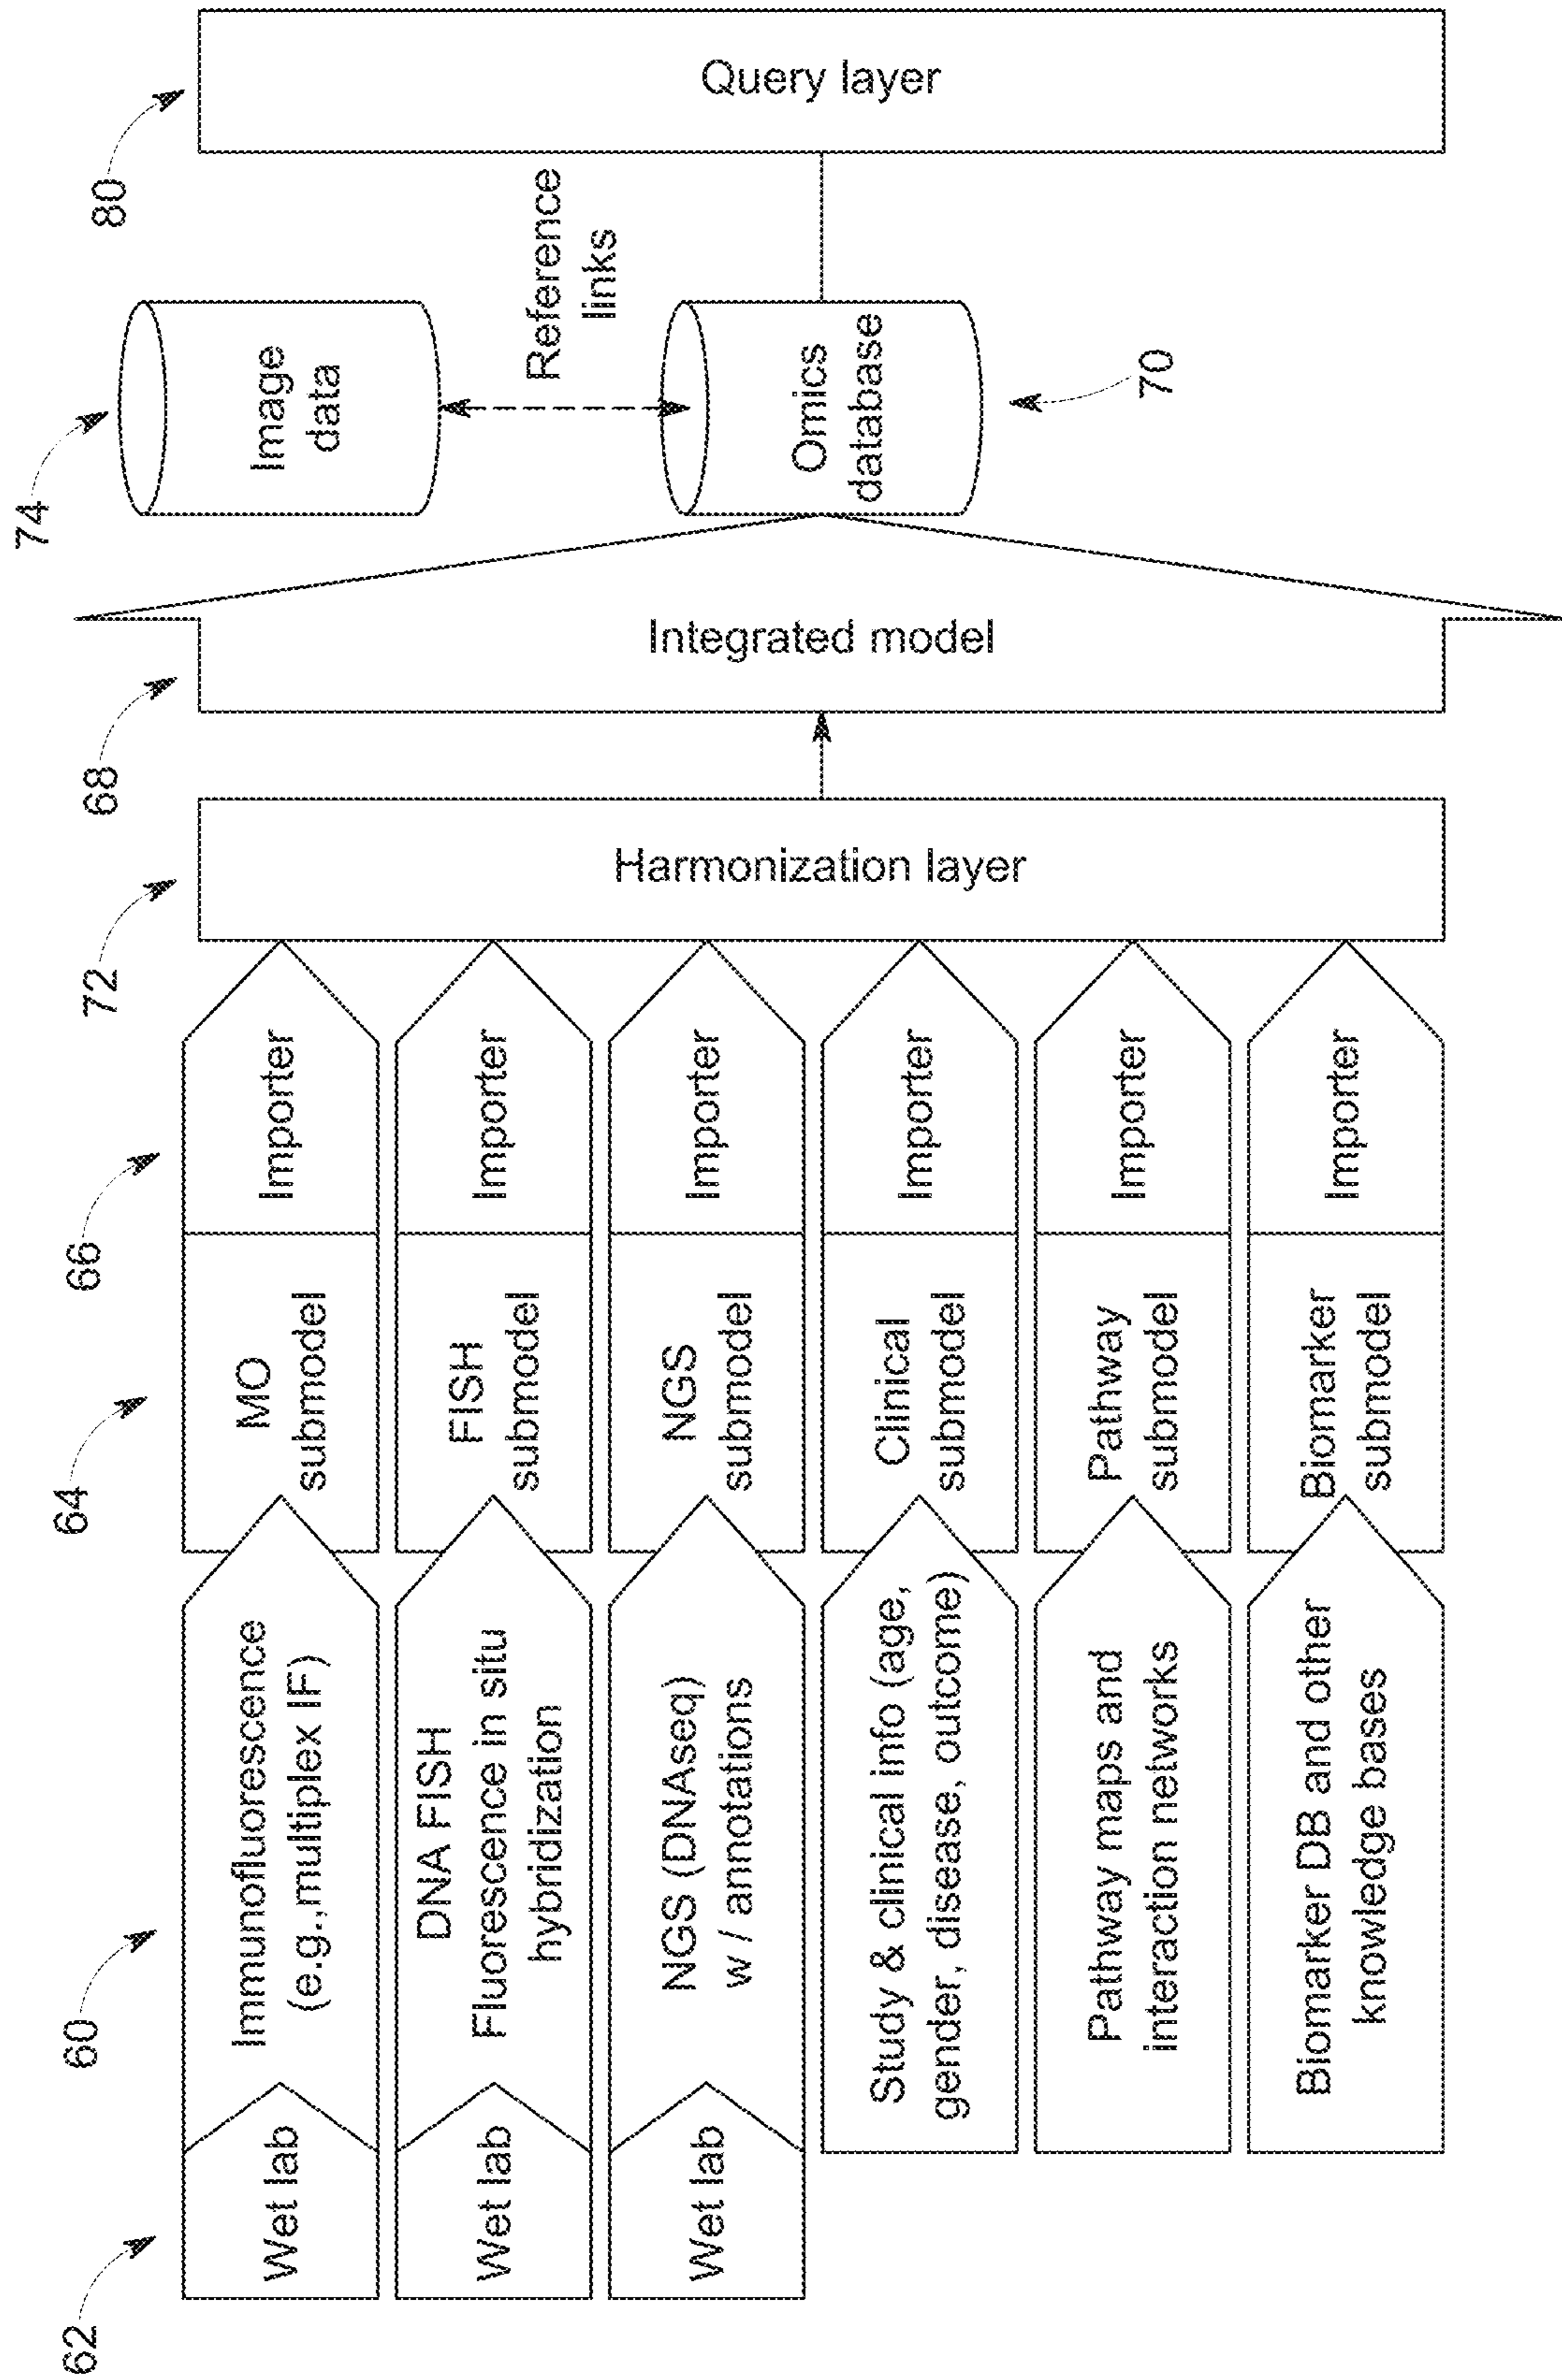 62
Wet lab
Wet lab
Wet lab
60
Immunofluorescence
(e.g.,multiplex IF)
DNA FISH
Fluorescence in situ
hybridization
NGS (DNAseq)
w / annotations
Study & clinical info (age,
gender, disease, outcome)
Pathway maps and
interaction networks
Biomarker DB and other
knowledge bases
64
MO
submodel
FISH
submodel
NGS
submodel
Clinical
submodel
Pathway
submodel
Biomarker
submodel
66
Importer
Importer
Importer
Importer
Importer
Importer
72
Harmonization layer
68
Integrated model
74
Image
data
Reference
links
Omics
database
70
80
Query layer